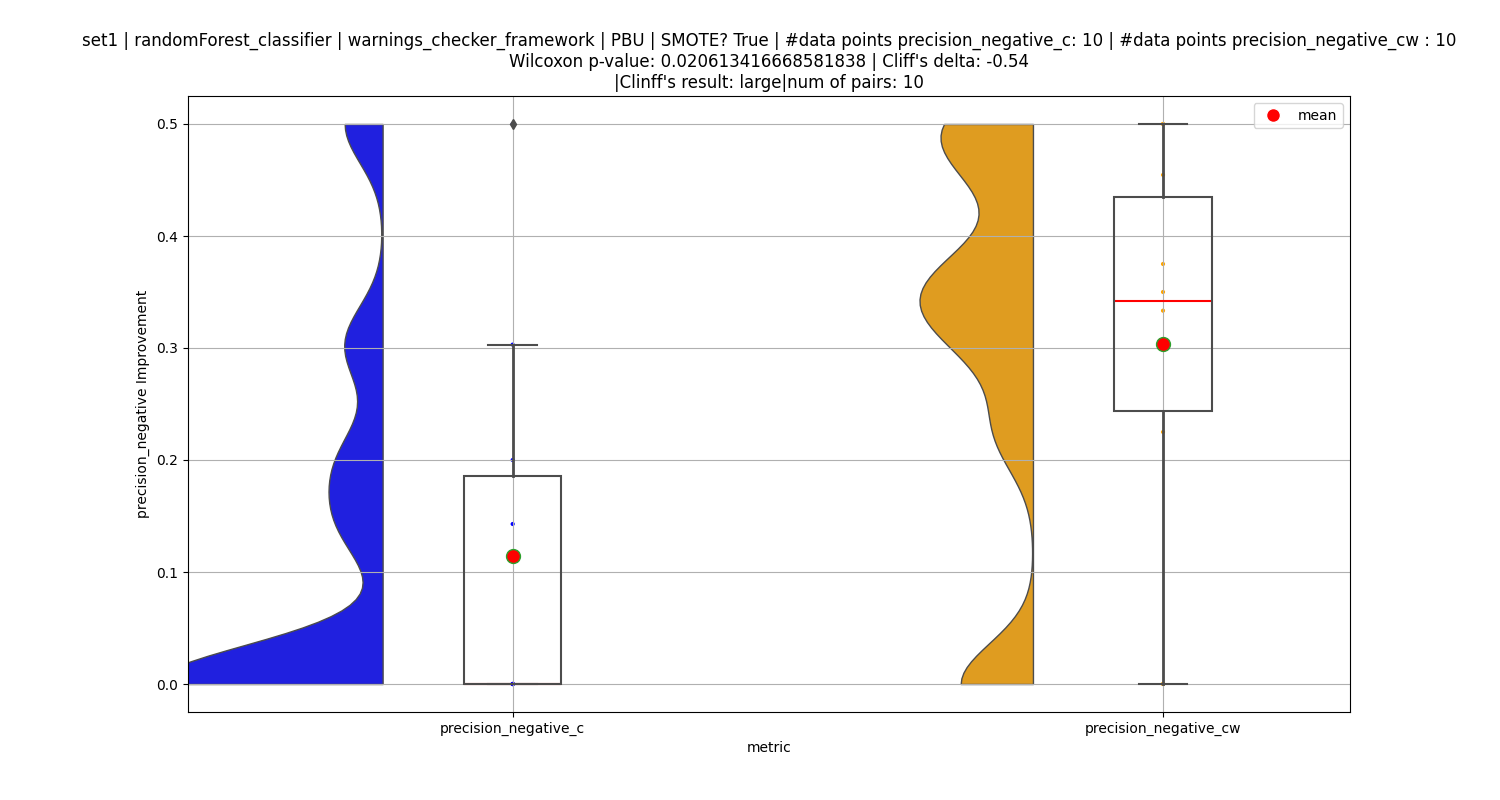 set1 | randomForest_classifier | warnings_checker_framework | PBU | SMOTE? True | #data points precision_negative_c: 10 | #data points precision_negative_cw : 10
Wilcoxon p-value: 0.020613416668581838 | Cliff's delta: -0.54
|Clinff's result: large|num of pairs: 10
mean
0.5
0.4
0.3
0.2
0.1
0.0
precision_negative Improvement
precision_negative_c
precision_negative_cw
metric